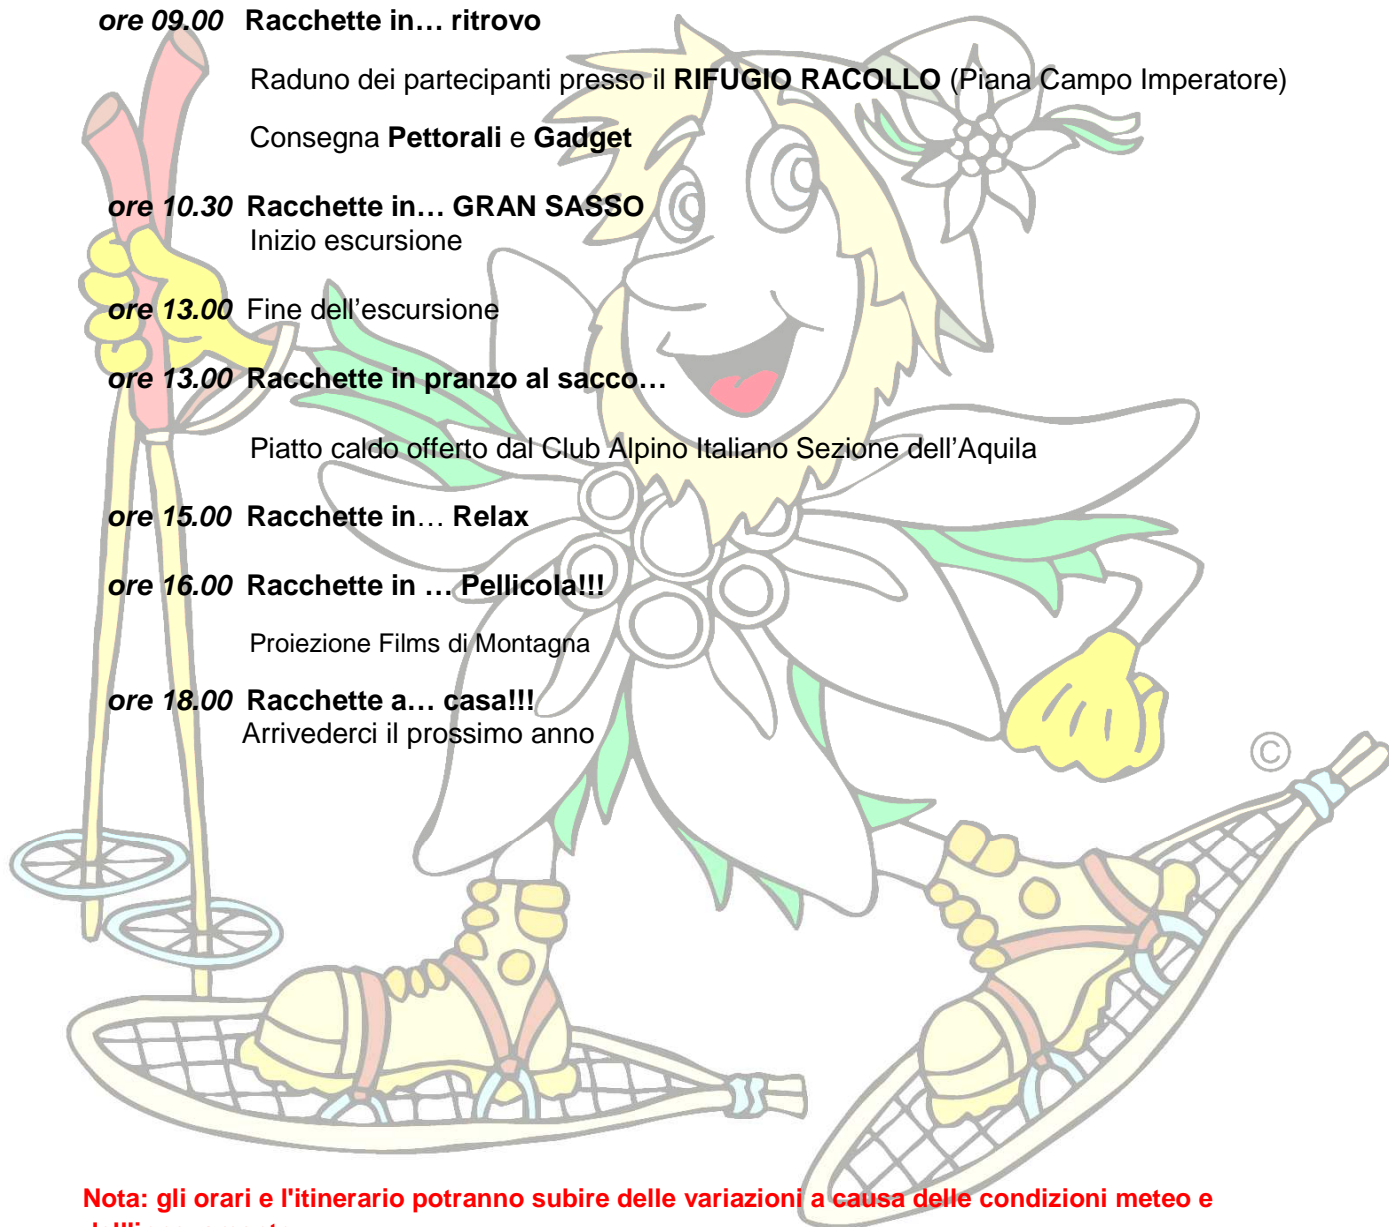 ore 09.00 Racchette in… ritrovo
Raduno dei partecipanti presso il RIFUGIO RACOLLO (Piana Campo Imperatore)
Consegna Pettorali e Gadget
ore 10.30 Racchette in… GRAN SASSO
Inizio escursione
ore 13.00 Fine dell’escursione
ore 13.00 Racchette in pranzo al sacco…
Piatto caldo offerto dal Club Alpino Italiano Sezione dell’Aquila
ore 15.00 Racchette in… Relax
ore 16.00 Racchette in … Pellicola!!!
Proiezione Films di Montagna
ore 18.00 Racchette a… casa!!!
Arrivederci il prossimo anno
©
Nota: gli orari e l'itinerario potranno subire delle variazioni a causa delle condizioni meteo e